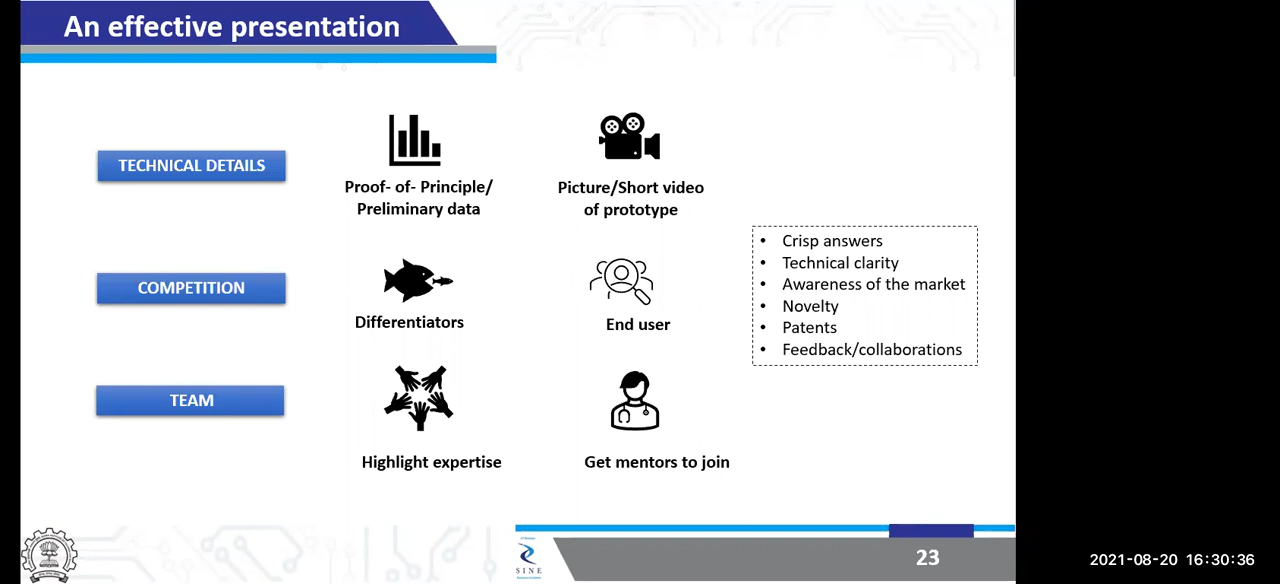 An effective presentation
TECHNICAL DETAILS
Proof- of- Principle/
Preliminary data
Picture/Short video
of prototype
COMPETITION
Differentiators
End user
TEAM
Highlight expertise
Get mentors to join
• Crisp answers
• Technical clarity
• Awareness of the market
• Novelty
• Patents
• Feedback/collaborations
SINE
23
2021-08-20 16:30:36